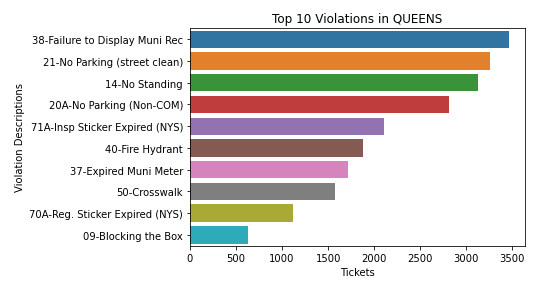 Top 10 Violations in QUEENS
Violation Descriptions
38-Failure to Display Muni Rec
21-No Parking (street clean)
14-No Standing
20A-No Parking (Non-COM)
71A-Insp Sticker Expired (NYS)
40-Fire Hydrant
37-Expired Muni Meter
50-Crosswalk
70A-Reg. Sticker Expired (NYS)
09-Blocking the Box
0 500 1000 1500 2000 2500 3000 3500
Tickets